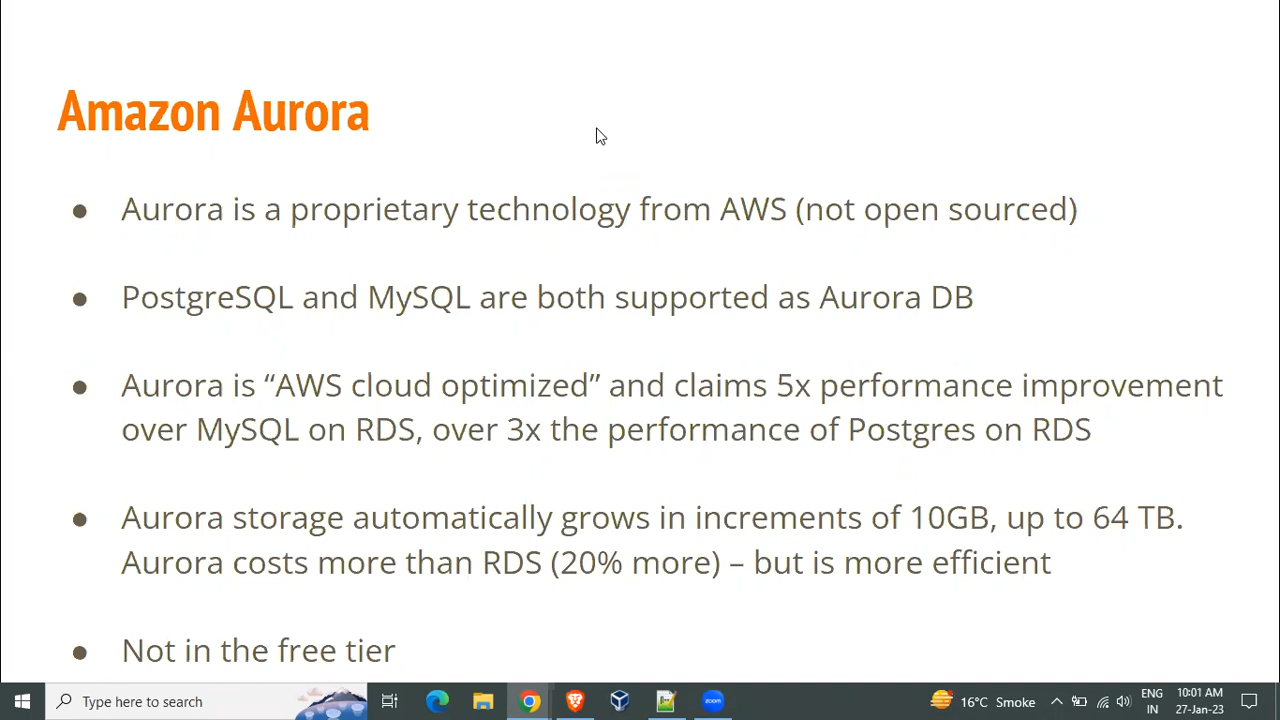 Amazon Aurora
● Aurora is a proprietary technology from AWS (not open sourced)
● PostgreSQL and MySQL are both supported as Aurora DB
● Aurora is “AWS cloud optimized” and claims 5x performance improvement
over MySQL on RDS, over 3x the performance of Postgres on RDS
● Aurora storage automatically grows in increments of 10GB, up to 64 TB.
Aurora costs more than RDS (20% more) – but is more efficient
● Not in the free tier
Type here to search
zoom
16°C Smoke
ENG
IN
10:01 AM
27-Jan-23